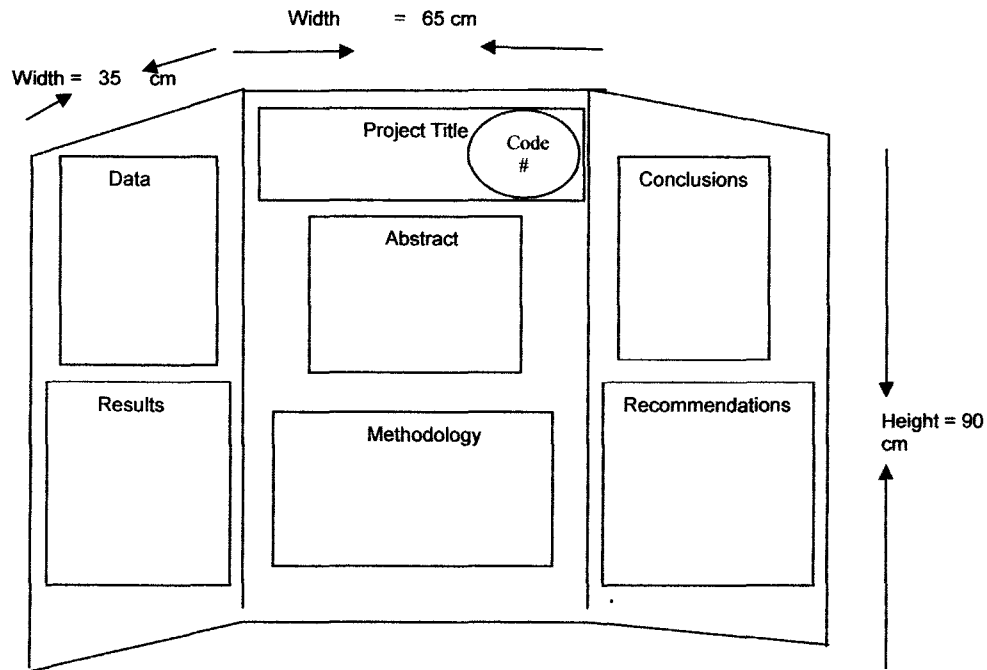 Width = 65 cm
Width = 35 cm
Project Title
Code
#
Data
Conclusions
Abstract
Results
Methodology
Recommendations
Height = 90
cm